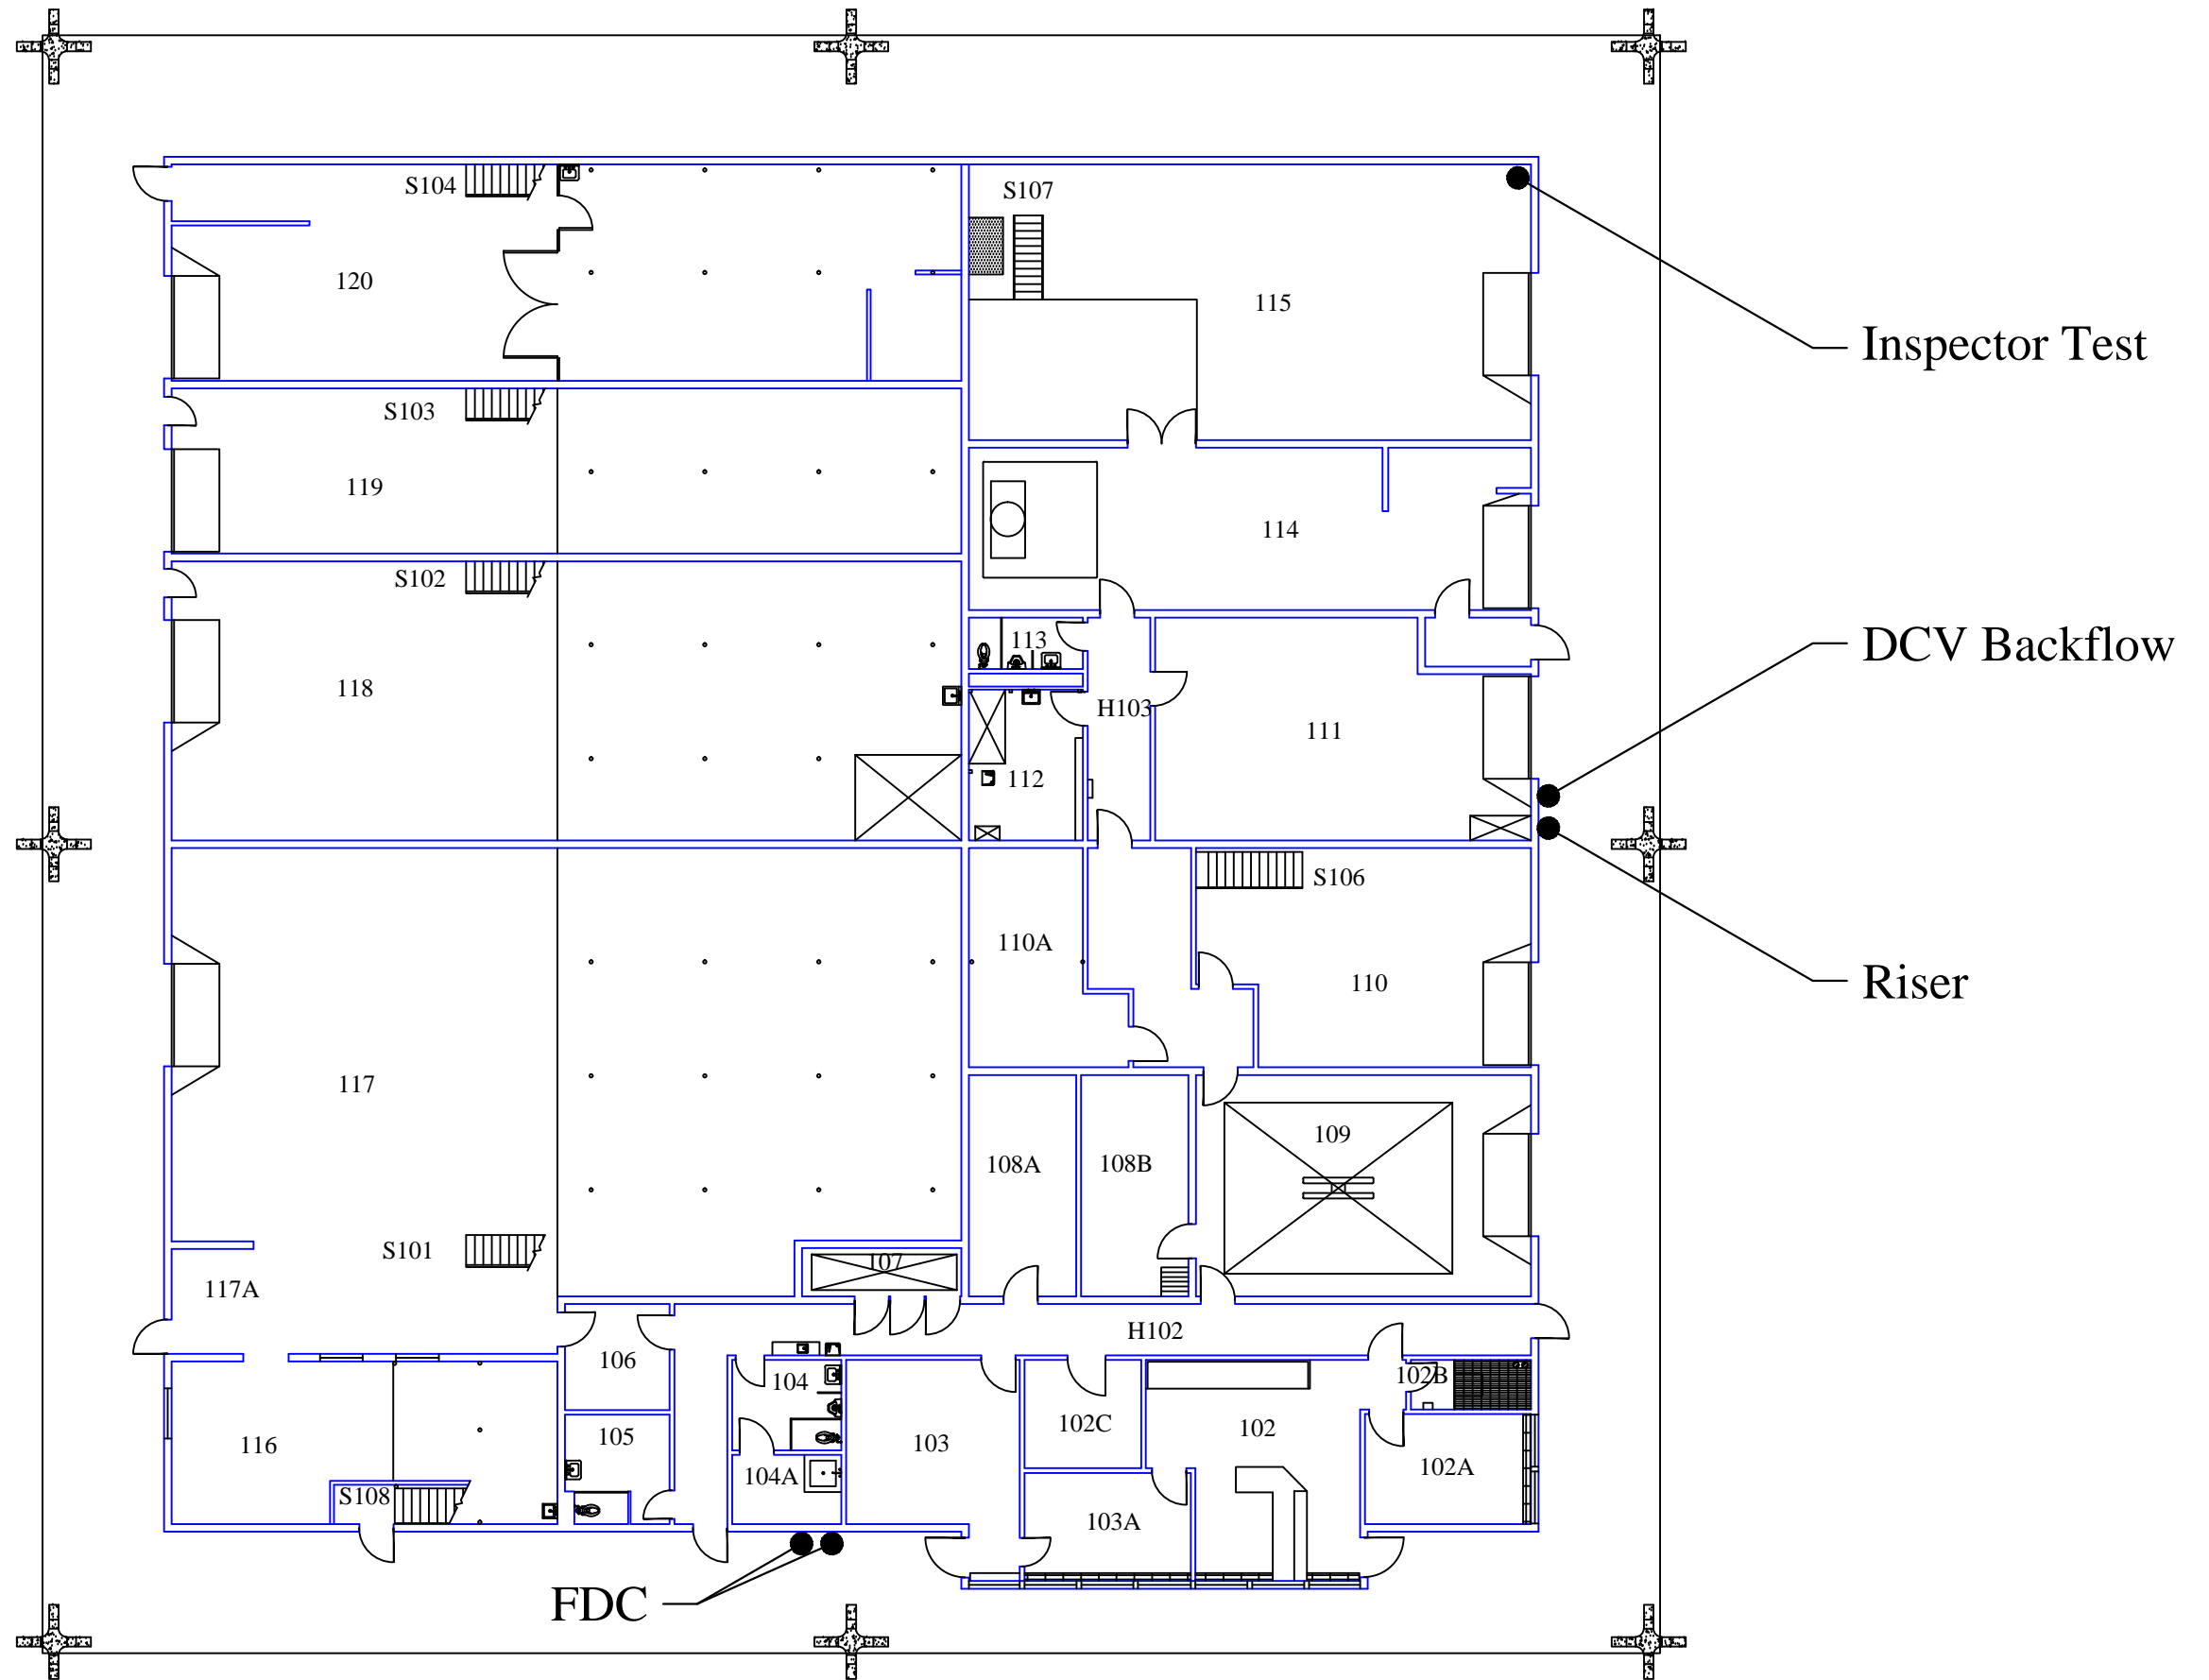 S104
S107
120
115
Inspector Test
S103
119
114
S102
113
DCV Backflow
118
H103
111
112
S106
110A
110
Riser
117
109
108A
108B
S101
107
117A
H102
106
104
102B
116
105
103
102C
102
104A
102A
S108
103A
FDC